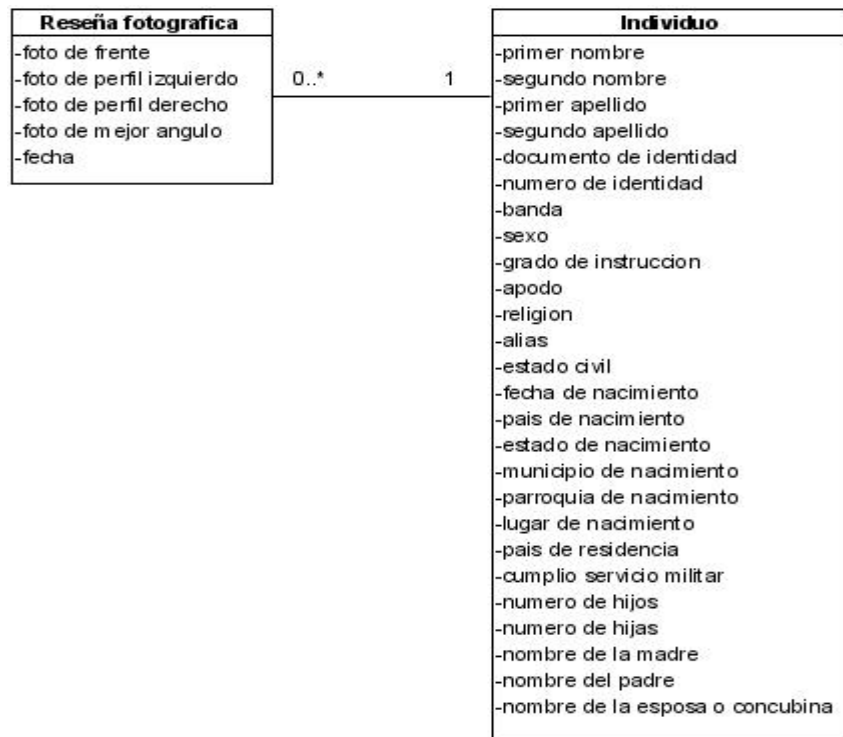 Reseña fotografica
-foto de frente
-foto de perfil izquierdo
-foto de perfil derecho
-foto de mejor angulo
-fecha
0..*
1
Individuo
-primer nombre
-segundo nombre
-primer apellido
-segundo apellido
-documento de identidad
-numero de identidad
-banda
-sexo
-grado de instruccion
-apodo
-religion
-alias
-estado civil
-fecha de nacimiento
-pais de nacimiento
-estado de nacimiento
-municipio de nacimiento
-parroquia de nacimiento
-lugar de nacimiento
-pais de residencia
-cumplio servicio militar
-numero de hijos
-numero de hijas
-nombre de la madre
-nombre del padre
-nombre de la esposa o concubina